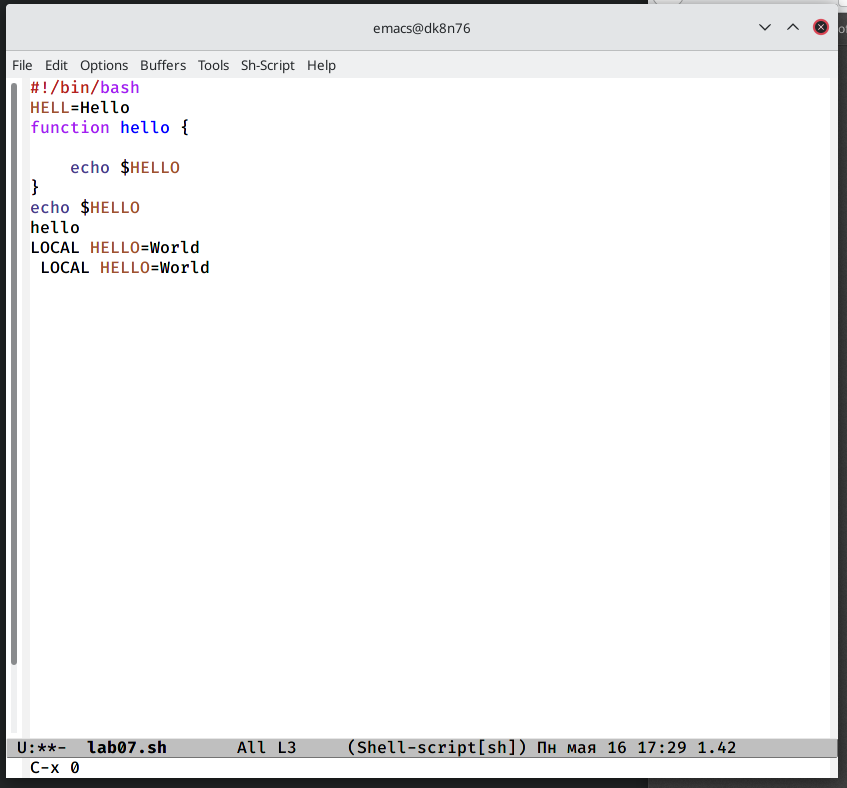 emacs@dk8n76
File Edit Options Buffers Tools Sh-Script Help
#!/bin/bash
HELL=Hello
function hello {
    echo $HELLO
}
echo $HELLO
hello
LOCAL HELLO=World
 LOCAL HELLO=World
U:**-  lab07.sh       All L3     (Shell-script[sh]) Пн мая 16 17:29 1.42
C-x 0